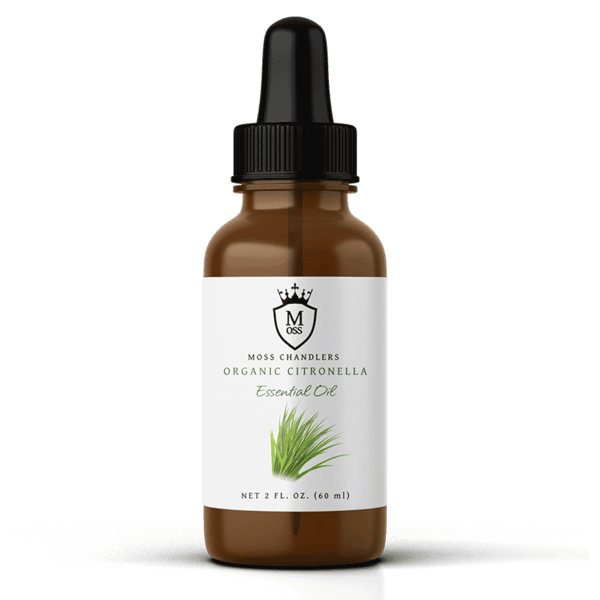 M
OSS
MOSS CHANDLERS
ORGANIC CITRONELLA
Essential Oil
NET 2 FL. OZ. (60 ml)